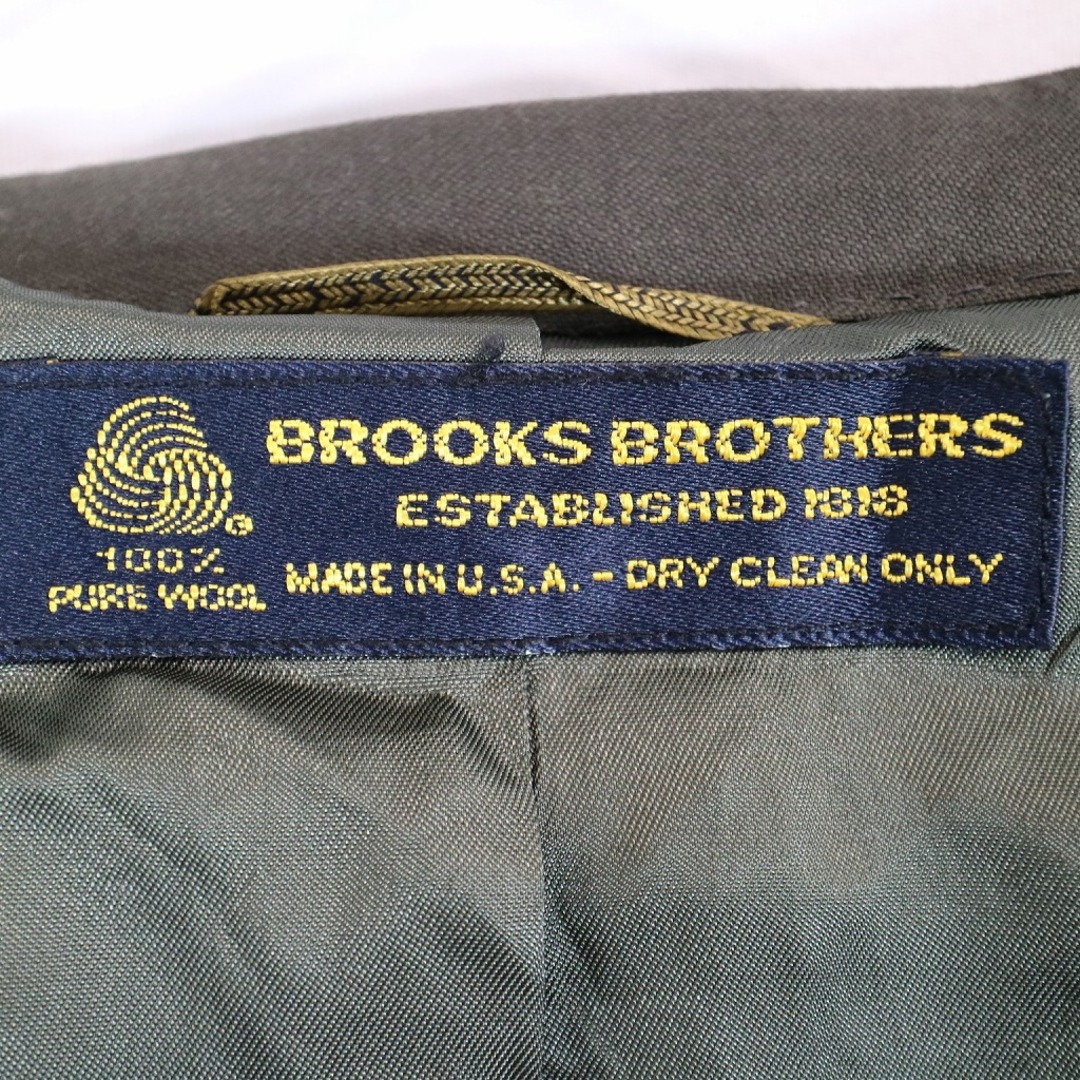 BROOKS BROTHERS
ESTABLISHED 1818
MADE IN U.S.A. - DRY CLEAN ONLY
®
100%
PURE WOOL